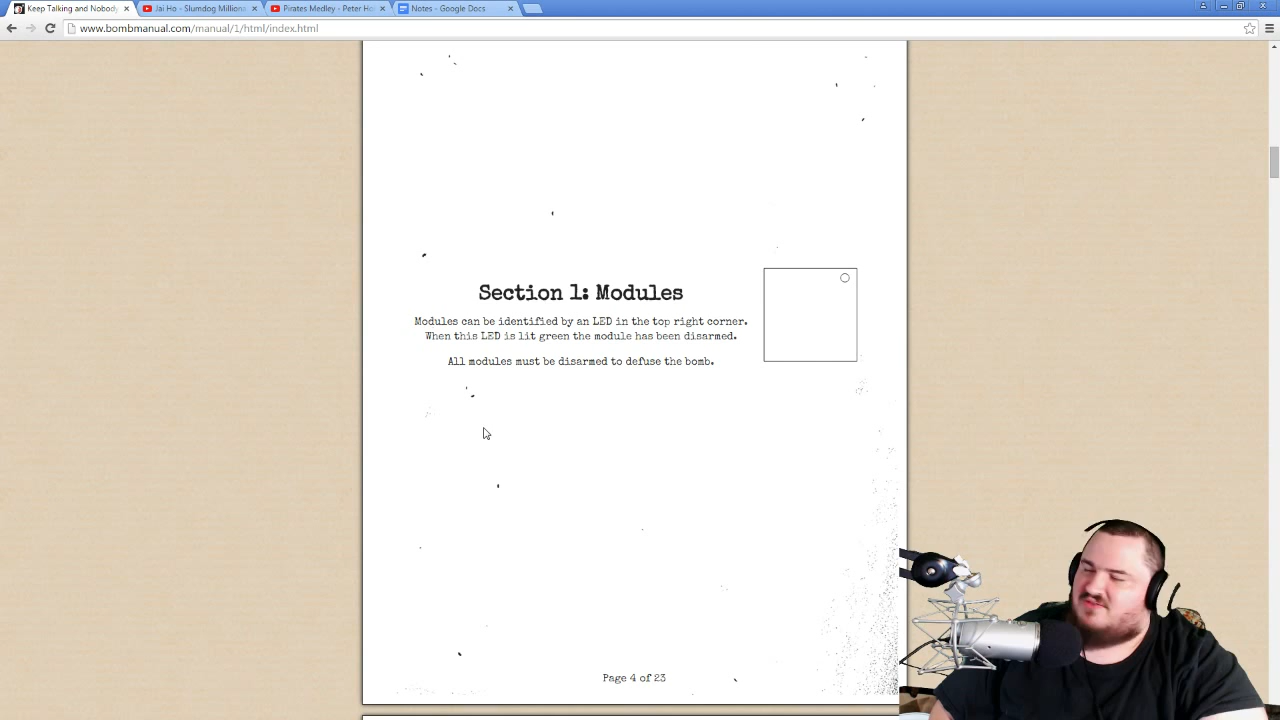 Keep Talking and Nobody
Jai Ho - Slumdog Milliona
Pirates Medley - Peter Ho
Notes - Google Docs
www.bombmanual.com/manual/1/html/index.html
Section 1: Modules
Modules can be identified by an LED in the top right corner.
When this LED is lit green the module has been disarmed.
All modules must be disarmed to defuse the bomb.
Page 4 of 23